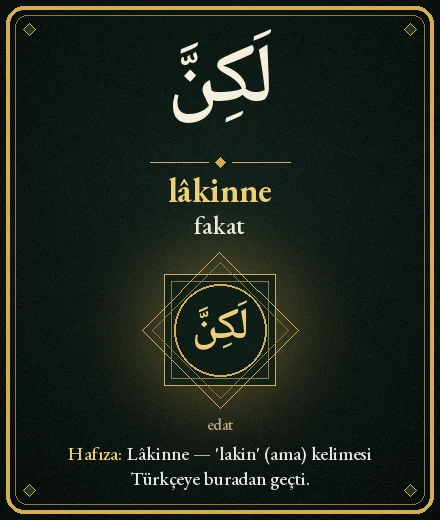 لَكِنَّ
lâkinne
fakat
لَكِنَّ
edat
Hafıza: Lâkinne — 'lakin' (ama) kelimesi
Türkçeye buradan geçti.